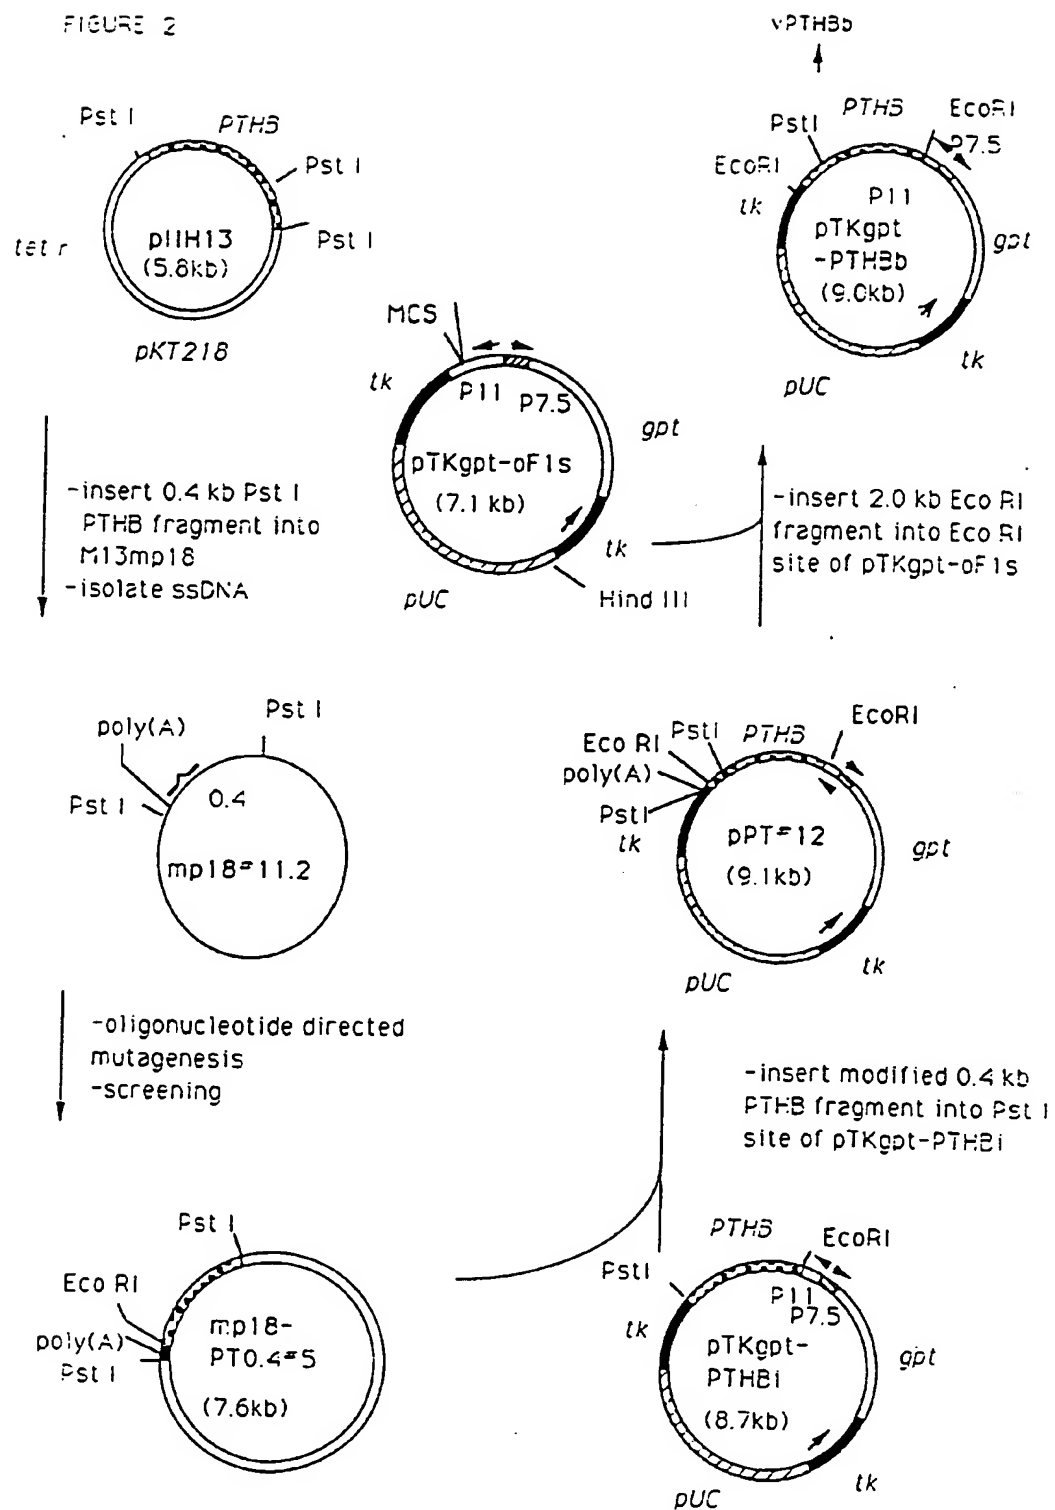 FIGURE 2
Pst I
PTHB
Pst I
Pst I
tet r
pIIH13
(5.8kb)
pKT218
vPTHBb
PTHB
EcoRI
PstI
P7.5
EcoRI
tk
P11
pTKgpt
-PTHBb
(9.0kb)
gpt
tk
pUC
MCS
tk
P11
P7.5
gpt
pTKgpt-oF1s
(7.1 kb)
tk
pUC
Hind III
-insert 0.4 kb Pst I
PTHB fragment into
M13mp18
-isolate ssDNA
-insert 2.0 kb Eco RI
fragment into Eco RI
site of pTKgpt-oF1s
Pst I
poly(A)
Pst I
0.4
mp18#11.2
EcoRI
PTHB
PstI
Eco RI
poly(A)
PstI
tk
pPT#12
(9.1kb)
gpt
tk
pUC
-oligonucleotide directed
mutagenesis
-screening
-insert modified 0.4 kb
PTHB fragment into Pst I
site of pTKgpt-PTHBi
Pst I
Eco RI
poly(A)
Pst I
mp18-
PT0.4#5
(7.6kb)
PTHB
EcoRI
PstI
P11
P7.5
tk
pTKgpt-
PTHBi
(8.7kb)
gpt
tk
pUC